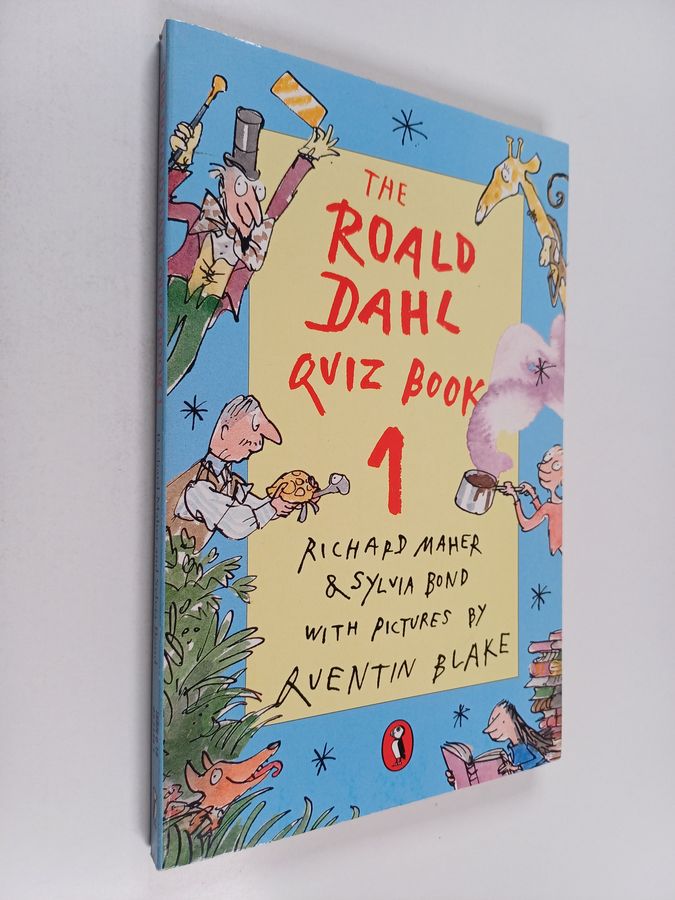 THE
ROALD
DAHL
QUIZ BOOK
1
RICHARD MAHER
& SYLVIA BOND
WITH PICTURES BY
QUENTIN BLAKE